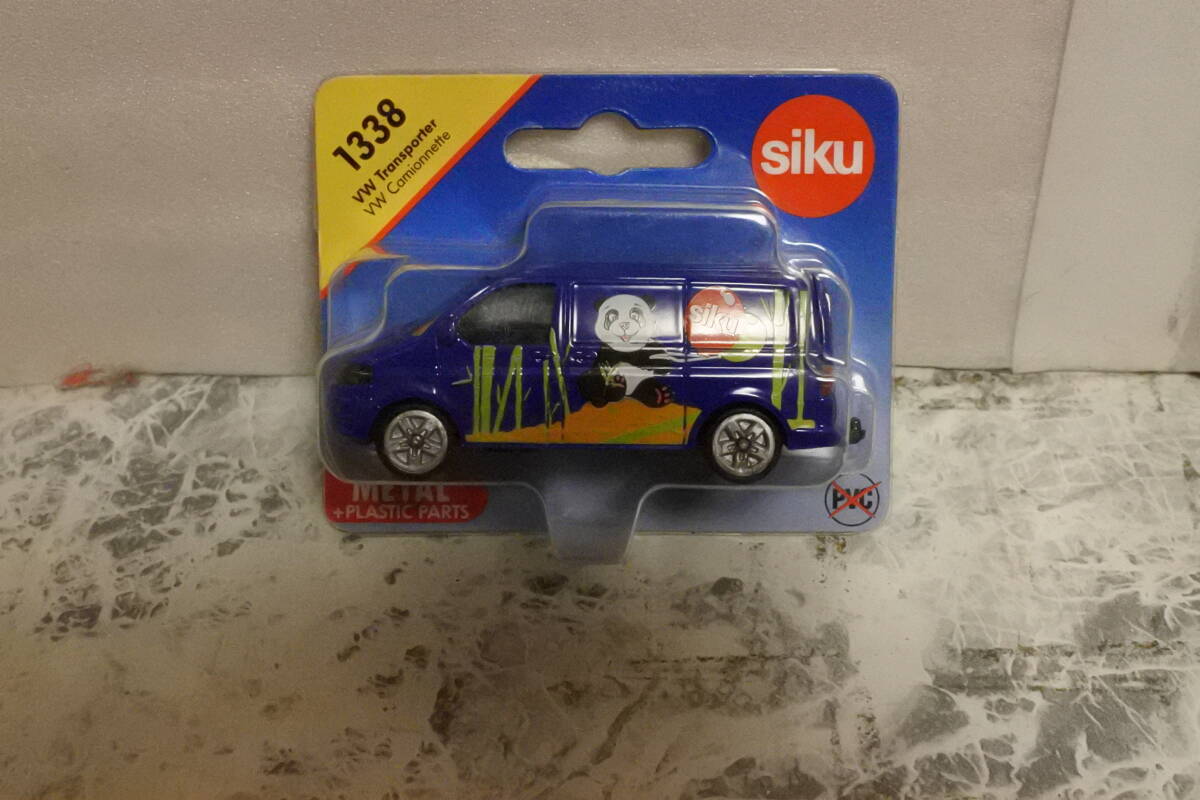 1338
VW Transporter
VW Camionnette
siku
siku
METAL
+PLASTIC PARTS
PVC